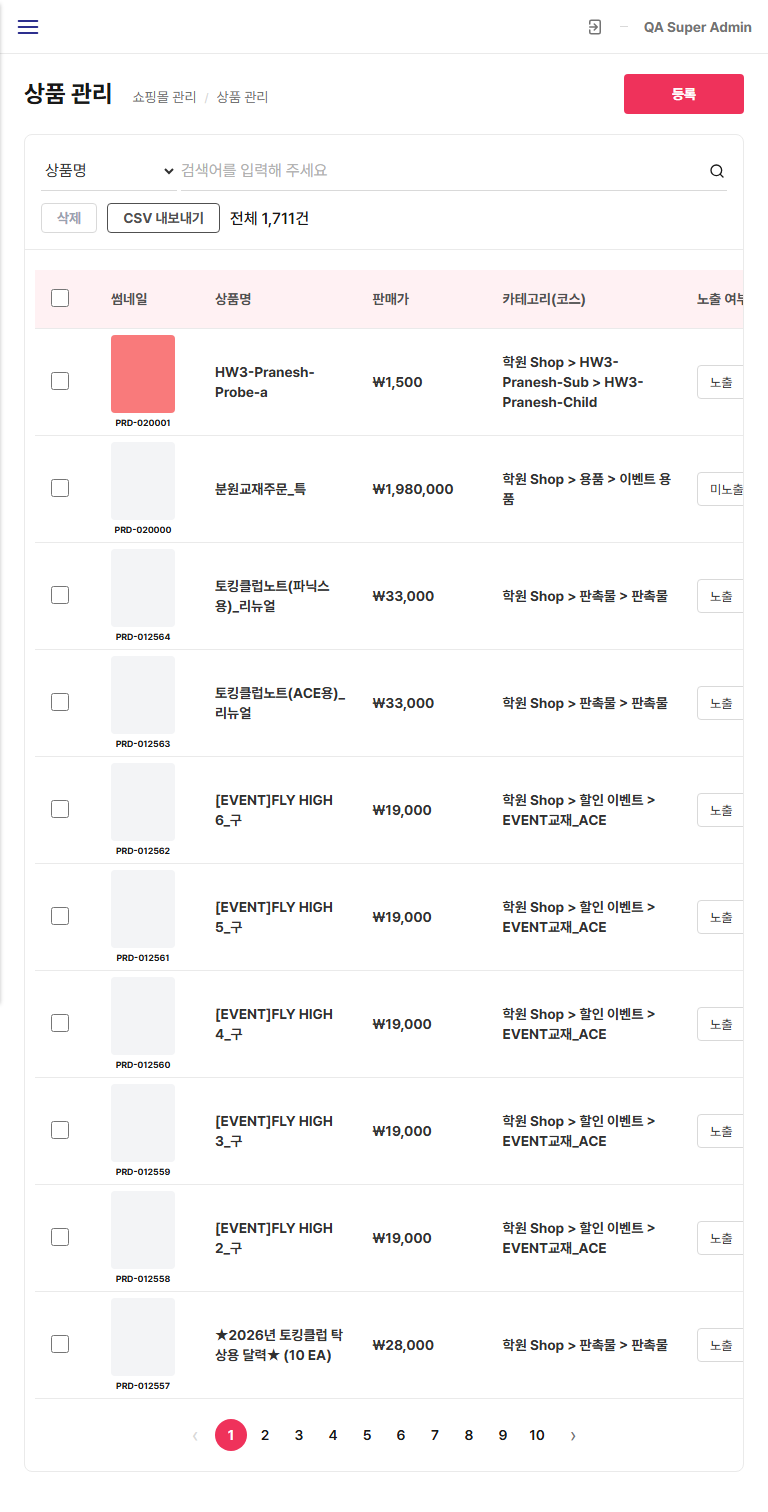 QA Super Admin
상품 관리
쇼핑몰 관리 / 상품 관리
등록
상품명
검색어를 입력해 주세요
삭제
CSV 내보내기
전체 1,711건
썸네일 상품명 판매가 카테고리(코스) 노출 여부
HW3-Pranesh-
Probe-a
₩1,500
학원 Shop > HW3-
Pranesh-Sub > HW3-
Pranesh-Child
노출
PRD-020001
분원교재주문_특
₩1,980,000
학원 Shop > 용품 > 이벤트 용
품
미노출
PRD-020000
토킹클럽노트(파닉스
용)_리뉴얼
₩33,000
학원 Shop > 판촉물 > 판촉물
노출
PRD-012564
토킹클럽노트(ACE용)_
리뉴얼
₩33,000
학원 Shop > 판촉물 > 판촉물
노출
PRD-012563
[EVENT]FLY HIGH
6_구
₩19,000
학원 Shop > 할인 이벤트 >
EVENT교재_ACE
노출
PRD-012562
[EVENT]FLY HIGH
5_구
₩19,000
학원 Shop > 할인 이벤트 >
EVENT교재_ACE
노출
PRD-012561
[EVENT]FLY HIGH
4_구
₩19,000
학원 Shop > 할인 이벤트 >
EVENT교재_ACE
노출
PRD-012560
[EVENT]FLY HIGH
3_구
₩19,000
학원 Shop > 할인 이벤트 >
EVENT교재_ACE
노출
PRD-012559
[EVENT]FLY HIGH
2_구
₩19,000
학원 Shop > 할인 이벤트 >
EVENT교재_ACE
노출
PRD-012558
★2026년 토킹클럽 탁
상용 달력★ (10 EA)
₩28,000
학원 Shop > 판촉물 > 판촉물
노출
PRD-012557
‹ 1 2 3 4 5 6 7 8 9 10 ›